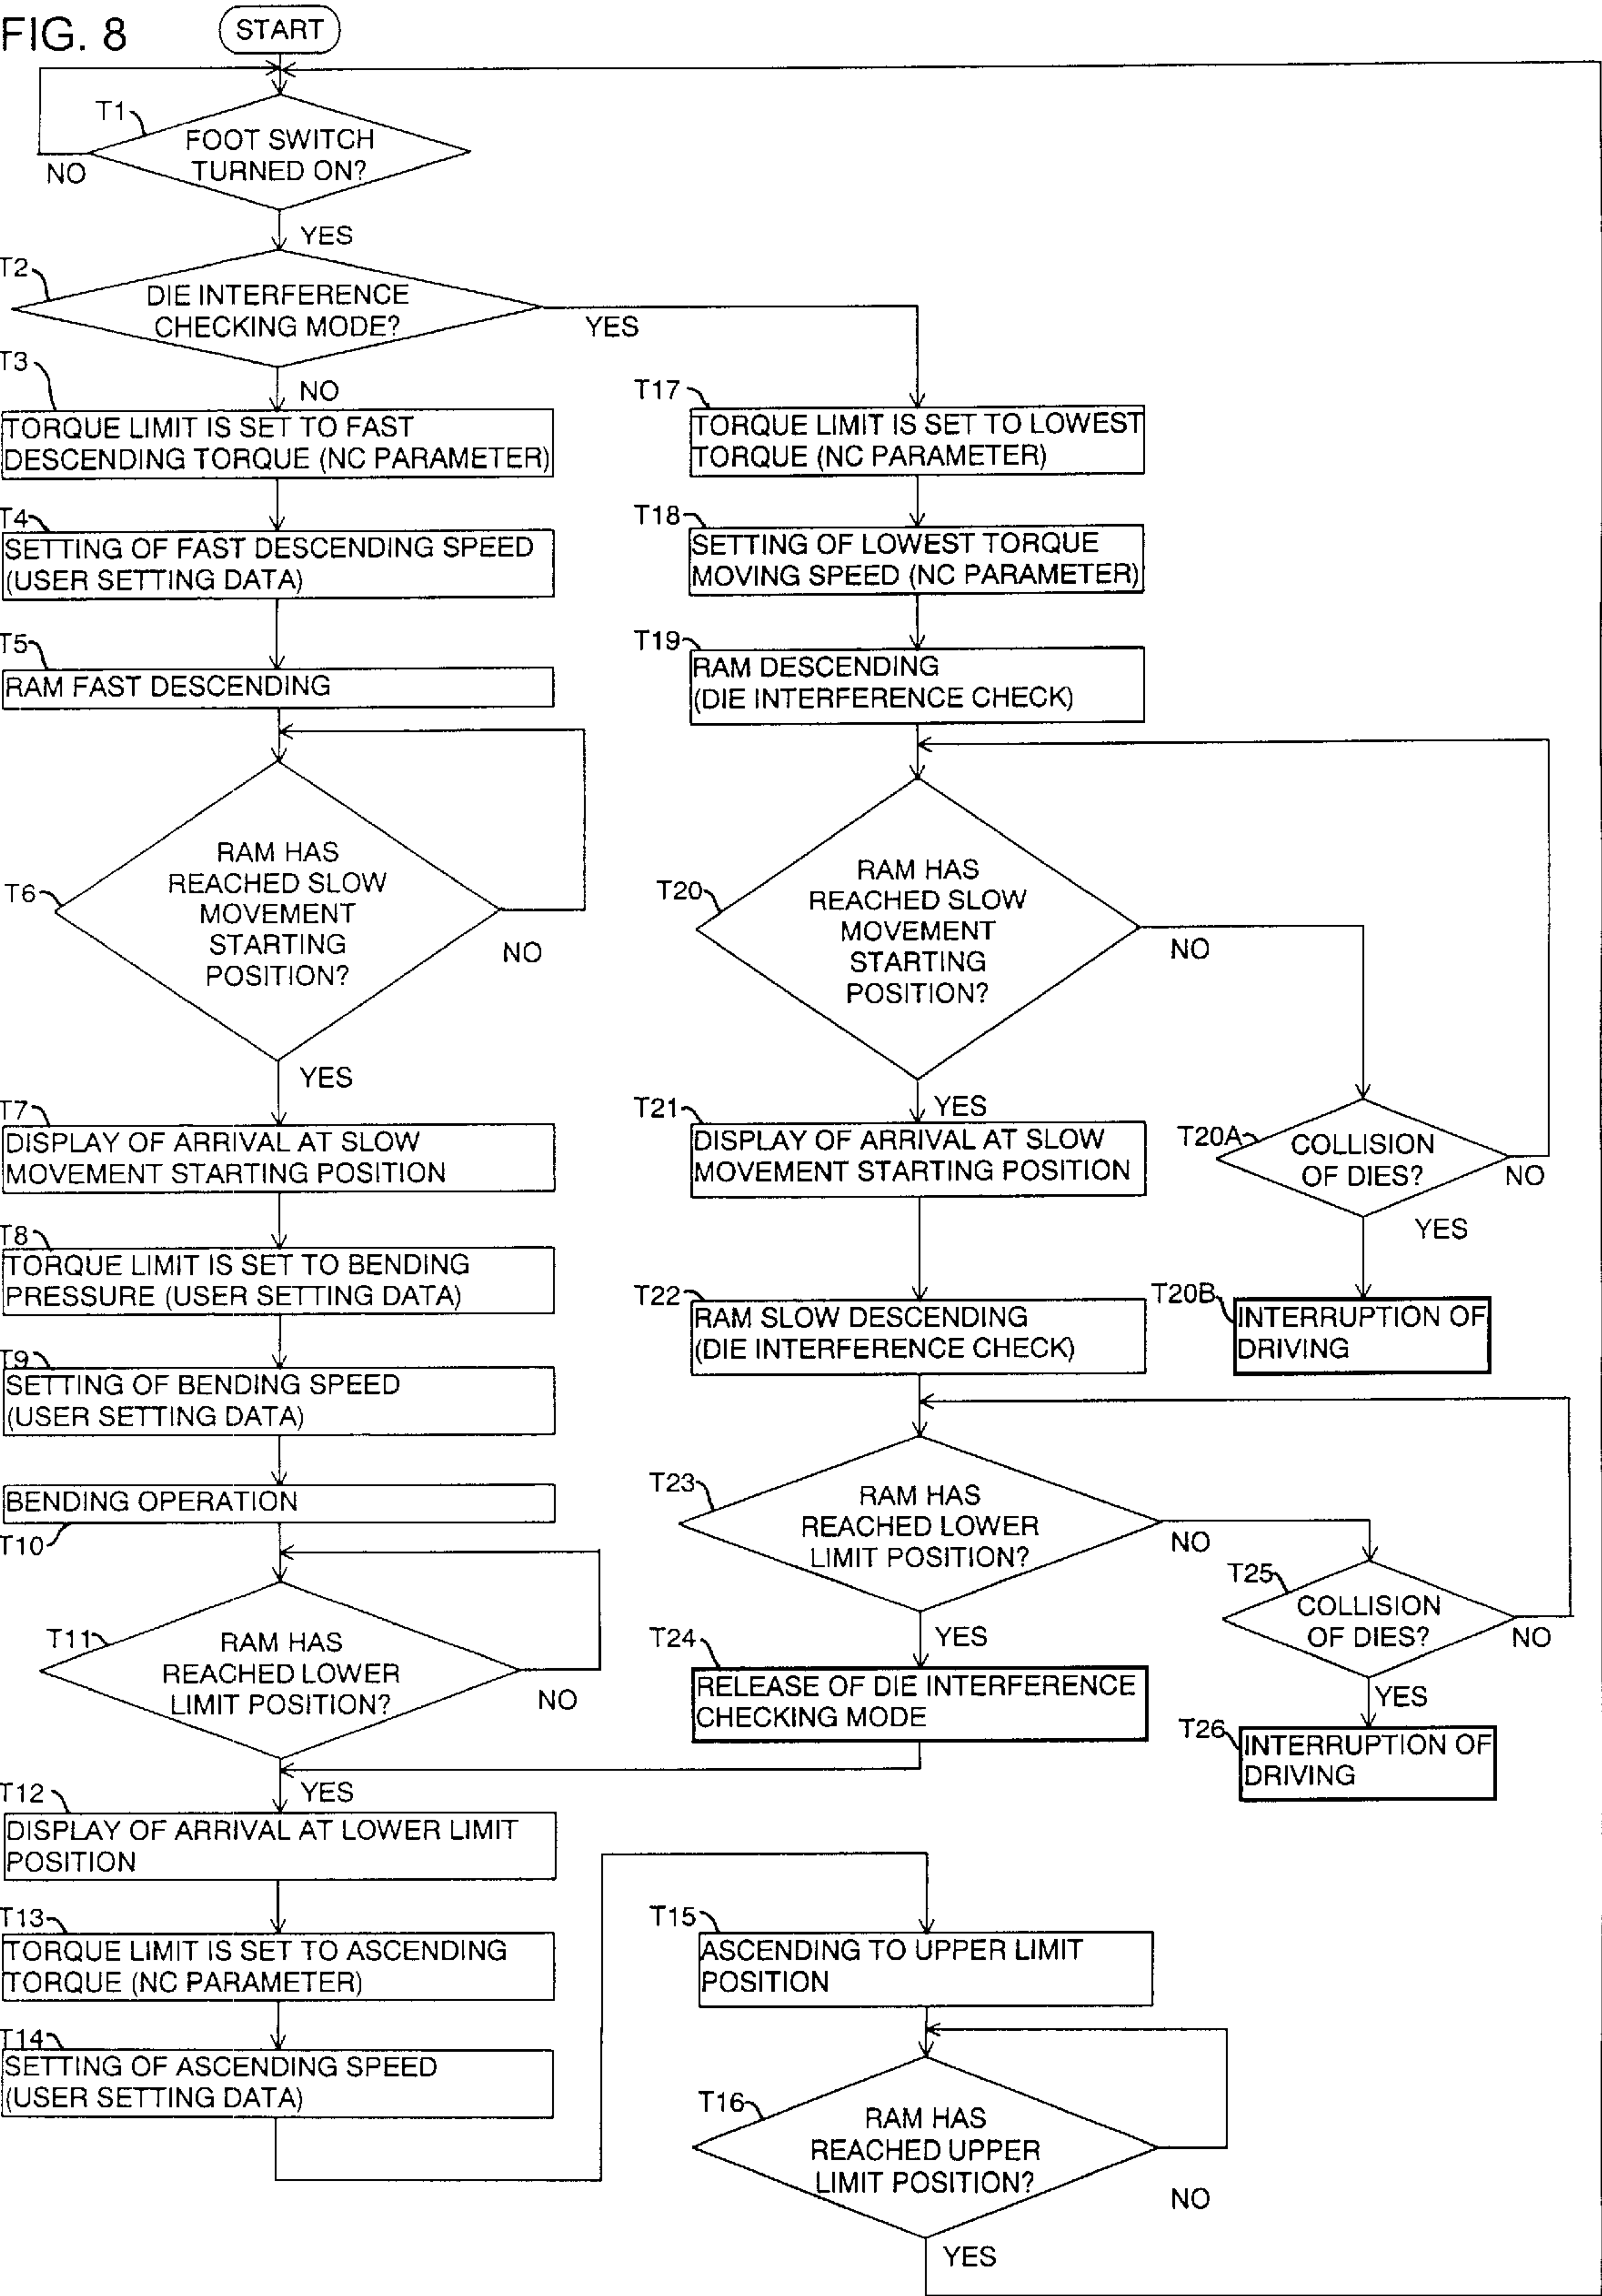 FIG. 8
START
T1
FOOT SWITCH
TURNED ON?
NO
YES
T2
DIE INTERFERENCE
CHECKING MODE?
YES
NO
T3
TORQUE LIMIT IS SET TO FAST
DESCENDING TORQUE (NC PARAMETER)
T4
SETTING OF FAST DESCENDING SPEED
(USER SETTING DATA)
T5
RAM FAST DESCENDING
T6
RAM HAS
REACHED SLOW
MOVEMENT
STARTING
POSITION?
NO
YES
T7
DISPLAY OF ARRIVAL AT SLOW
MOVEMENT STARTING POSITION
T8
TORQUE LIMIT IS SET TO BENDING
PRESSURE (USER SETTING DATA)
T9
SETTING OF BENDING SPEED
(USER SETTING DATA)
BENDING OPERATION
T10
T11
RAM HAS
REACHED LOWER
LIMIT POSITION?
NO
YES
T12
DISPLAY OF ARRIVAL AT LOWER LIMIT
POSITION
T13
TORQUE LIMIT IS SET TO ASCENDING
TORQUE (NC PARAMETER)
T14
SETTING OF ASCENDING SPEED
(USER SETTING DATA)
T17
TORQUE LIMIT IS SET TO LOWEST
TORQUE (NC PARAMETER)
T18
SETTING OF LOWEST TORQUE
MOVING SPEED (NC PARAMETER)
T19
RAM DESCENDING
(DIE INTERFERENCE CHECK)
T20
RAM HAS
REACHED SLOW
MOVEMENT
STARTING
POSITION?
NO
YES
T20A
COLLISION
OF DIES?
NO
YES
T20B
INTERRUPTION OF
DRIVING
T21
DISPLAY OF ARRIVAL AT SLOW
MOVEMENT STARTING POSITION
T22
RAM SLOW DESCENDING
(DIE INTERFERENCE CHECK)
T23
RAM HAS
REACHED LOWER
LIMIT POSITION?
NO
YES
T25
COLLISION
OF DIES?
NO
YES
T26
INTERRUPTION OF
DRIVING
T24
RELEASE OF DIE INTERFERENCE
CHECKING MODE
T15
ASCENDING TO UPPER LIMIT
POSITION
T16
RAM HAS
REACHED UPPER
LIMIT POSITION?
NO
YES